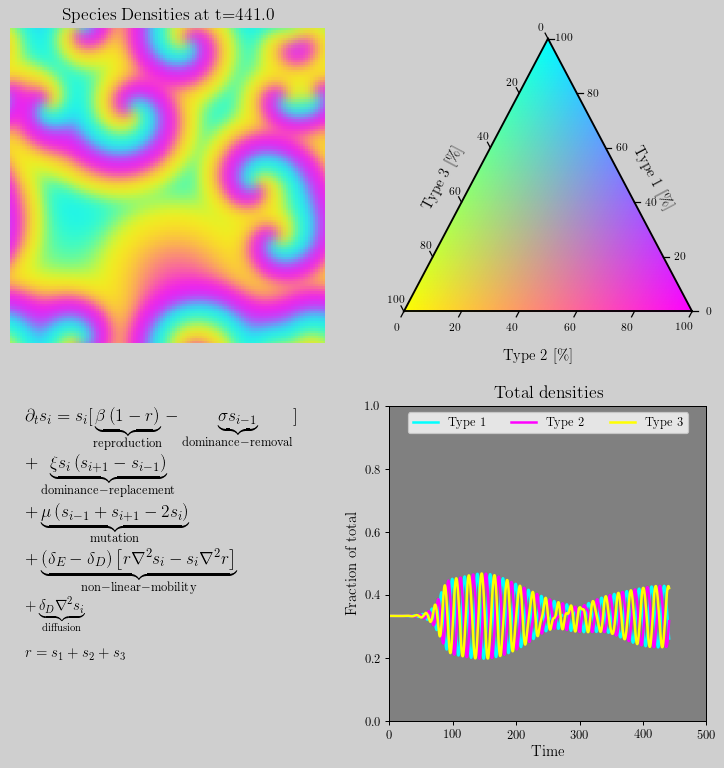 Species Densities at t=441.0
0
100
20
80
40
60
60
40
80
20
100
0
Type 3 [%]
Type 1 [%]
0 20 40 60 80 100
Type 2 [%]
∂ₜsᵢ = sᵢ[β(1 − r) − σsᵢ₋₁]
reproduction dominance−removal
+ ξsᵢ(sᵢ₊₁ − sᵢ₋₁)
dominance−replacement
+ μ(sᵢ₋₁ + sᵢ₊₁ − 2sᵢ)
mutation
+ (δ_E − δ_D)[r∇²sᵢ − sᵢ∇²r]
non−linear−mobility
+ δ_D∇²sᵢ
diffusion
r = s₁ + s₂ + s₃
Total densities
Type 1 Type 2 Type 3
1.0
0.8
0.6
0.4
0.2
0.0
Fraction of total
0 100 200 300 400 500
Time